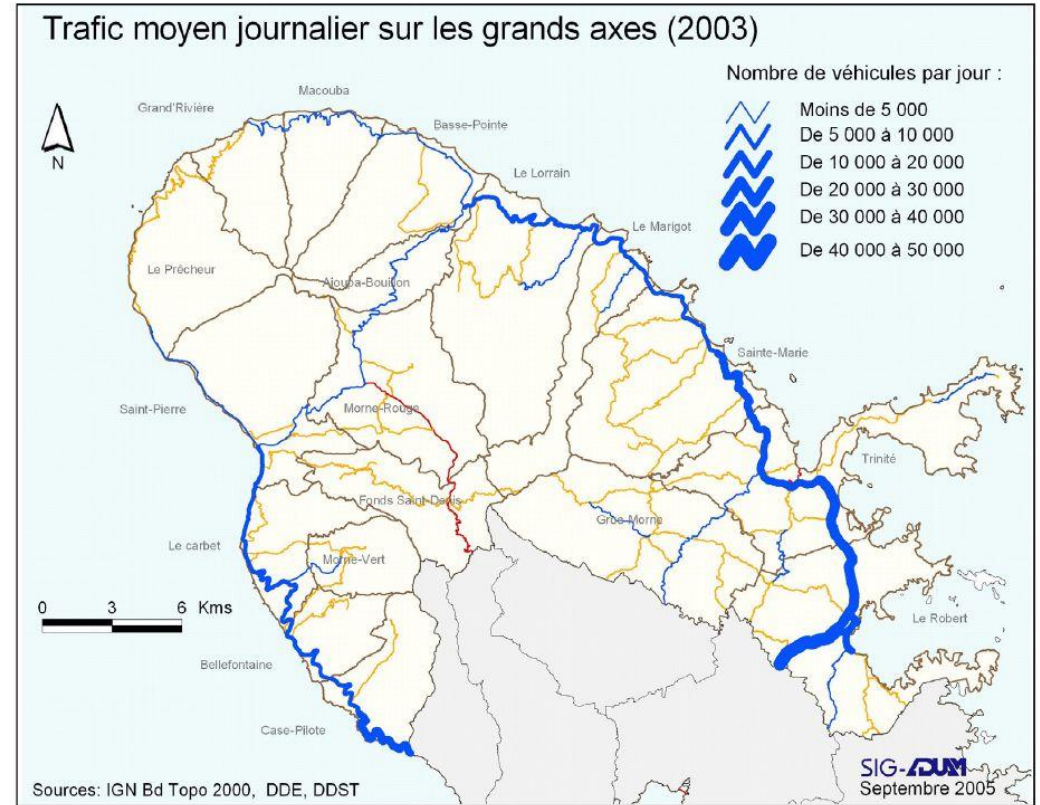 Trafic moyen journalier sur les grands axes (2003)
Nombre de véhicules par jour :
Moins de 5 000
De 5 000 à 10 000
De 10 000 à 20 000
De 20 000 à 30 000
De 30 000 à 40 000
De 40 000 à 50 000
N
Macouba
Grand'Rivière
Basse-Pointe
Le Lorrain
Le Marigot
Le Prêcheur
Ajoupa-Bouillon
Sainte-Marie
Saint-Pierre
Morne-Rouge
Trinité
Fonds Saint-Denis
Gros-Morne
Le carbet
Morne-Vert
0 3 6 Kms
Le Robert
Bellefontaine
Case-Pilote
SIG-ADUAM
Septembre 2005
Sources: IGN Bd Topo 2000, DDE, DDST